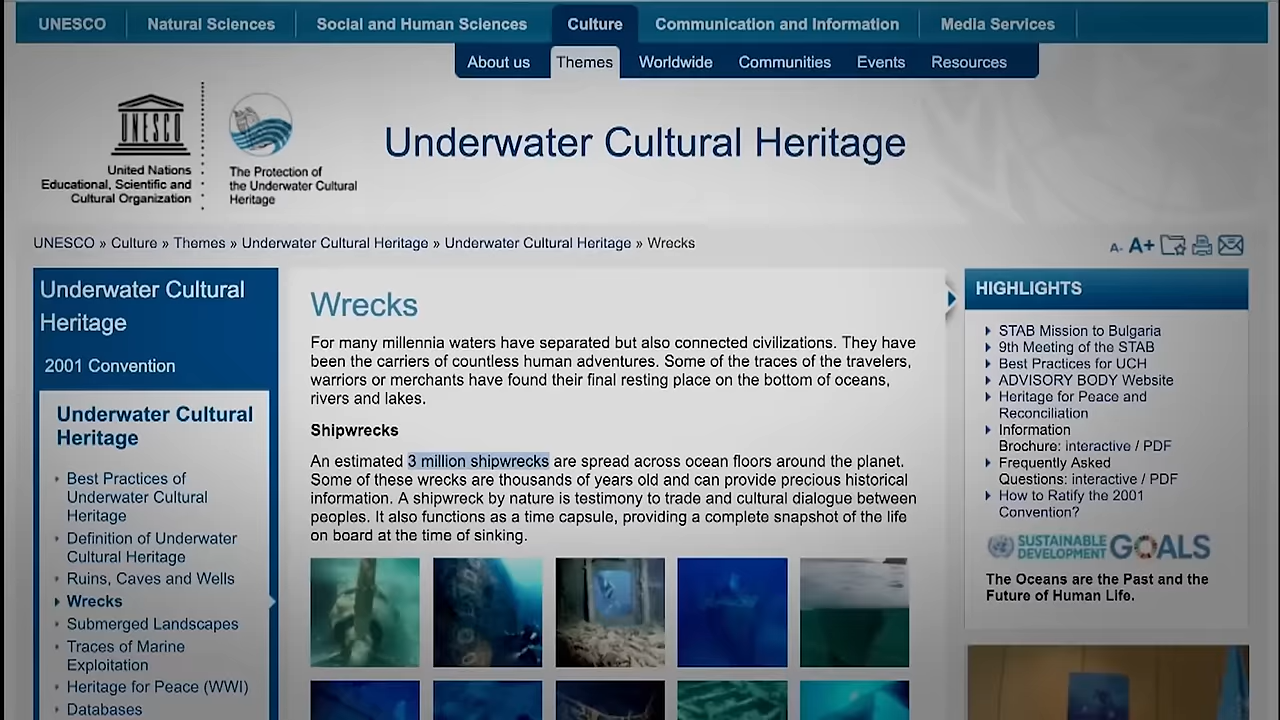 UNESCO Natural Sciences Social and Human Sciences Culture Communication and Information Media Services
About us Themes Worldwide Communities Events Resources
UNESCO
United Nations
Educational, Scientific and
Cultural Organization
The Protection of
the Underwater Cultural
Heritage
Underwater Cultural Heritage
UNESCO » Culture » Themes » Underwater Cultural Heritage » Underwater Cultural Heritage » Wrecks
A- A+
Underwater Cultural
Heritage
2001 Convention
Underwater Cultural
Heritage
Best Practices of
Underwater Cultural
Heritage
Definition of Underwater
Cultural Heritage
Ruins, Caves and Wells
Wrecks
Submerged Landscapes
Traces of Marine
Exploitation
Heritage for Peace (WWI)
Databases
Wrecks
For many millennia waters have separated but also connected civilizations. They have
been the carriers of countless human adventures. Some of the traces of the travelers,
warriors or merchants have found their final resting place on the bottom of oceans,
rivers and lakes.
Shipwrecks
An estimated 3 million shipwrecks are spread across ocean floors around the planet.
Some of these wrecks are thousands of years old and can provide precious historical
information. A shipwreck by nature is testimony to trade and cultural dialogue between
peoples. It also functions as a time capsule, providing a complete snapshot of the life
on board at the time of sinking.
HIGHLIGHTS
STAB Mission to Bulgaria
9th Meeting of the STAB
Best Practices for UCH
ADVISORY BODY Website
Heritage for Peace and
Reconciliation
Information
Brochure: interactive / PDF
Frequently Asked
Questions: interactive / PDF
How to Ratify the 2001
Convention?
SUSTAINABLE
DEVELOPMENT GOALS
The Oceans are the Past and the
Future of Human Life.